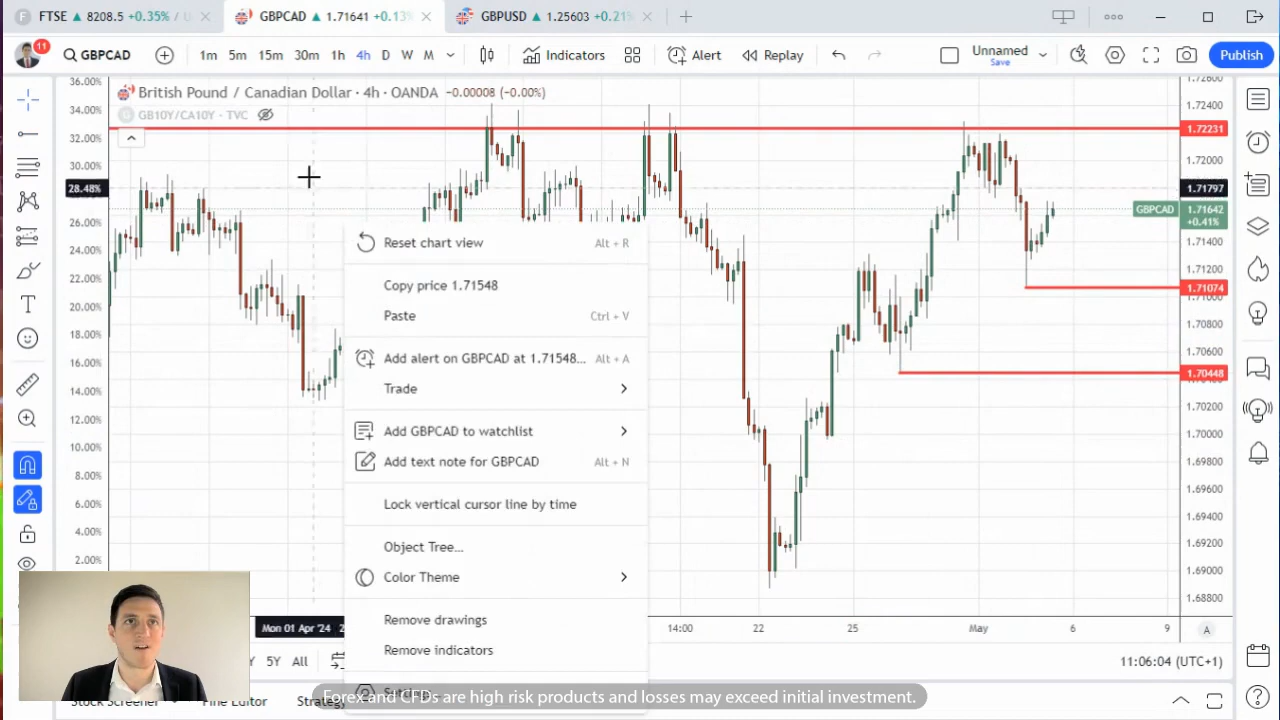 FTSE ▲ 8208.5 +0.35% / U
GBPCAD ▲ 1.71641 +0.13%
GBPUSD ▲ 1.25603 +0.21%
11
GBPCAD
1m 5m 15m 30m 1h 4h D W M
Indicators
Alert
Replay
Unnamed
Save
Publish
British Pound / Canadian Dollar · 4h · OANDA −0.00008 (−0.00%)
GB10Y/CA10Y · TVC
36.00%
34.00%
32.00%
30.00%
28.48%
26.00%
24.00%
22.00%
20.00%
18.00%
16.00%
14.00%
12.00%
10.00%
8.00%
6.00%
4.00%
2.00%
Reset chart view Alt + R
Copy price 1.71548
Paste Ctrl + V
Add alert on GBPCAD at 1.71548... Alt + A
Trade
Add GBPCAD to watchlist
Add text note for GBPCAD Alt + N
Lock vertical cursor line by time
Object Tree...
Color Theme
Remove drawings
Remove indicators
1.72600
1.72400
1.72231
1.72000
1.71797
GBPCAD 1.71642
+0.41%
1.71400
1.71200
1.71074
1.71000
1.70800
1.70600
1.70448
1.70200
1.70000
1.69800
1.69600
1.69400
1.69200
1.69000
1.68800
Mon 01 Apr '24 2
14:00 22 25 May 6 9
A
Y 5Y All
11:06:04 (UTC+1)
Stock Screener Pine Editor Strategy
Forex and CFDs are high risk products and losses may exceed initial investment.